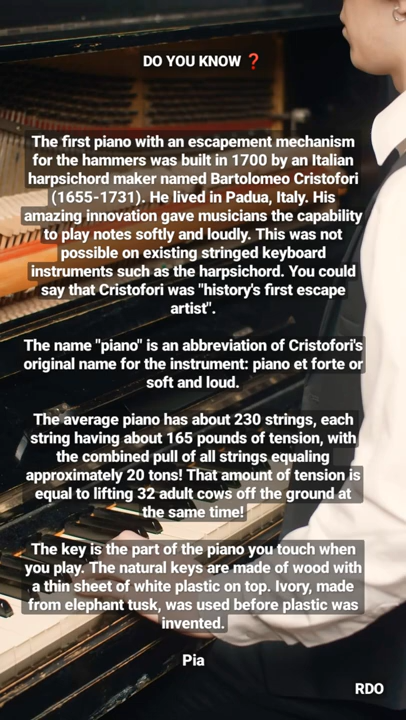 DO YOU KNOW ❓
The first piano with an escapement mechanism
for the hammers was built in 1700 by an Italian
harpsichord maker named Bartolomeo Cristofori
(1655-1731). He lived in Padua, Italy. His
amazing innovation gave musicians the capability
to play notes softly and loudly. This was not
possible on existing stringed keyboard
instruments such as the harpsichord. You could
say that Cristofori was "history's first escape
artist".
The name "piano" is an abbreviation of Cristofori's
original name for the instrument: piano et forte or
soft and loud.
The average piano has about 230 strings, each
string having about 165 pounds of tension, with
the combined pull of all strings equaling
approximately 20 tons! That amount of tension is
equal to lifting 32 adult cows off the ground at
the same time!
The key is the part of the piano you touch when
you play. The natural keys are made of wood with
a thin sheet of white plastic on top. Ivory, made
from elephant tusk, was used before plastic was
invented.
Pia
RDO